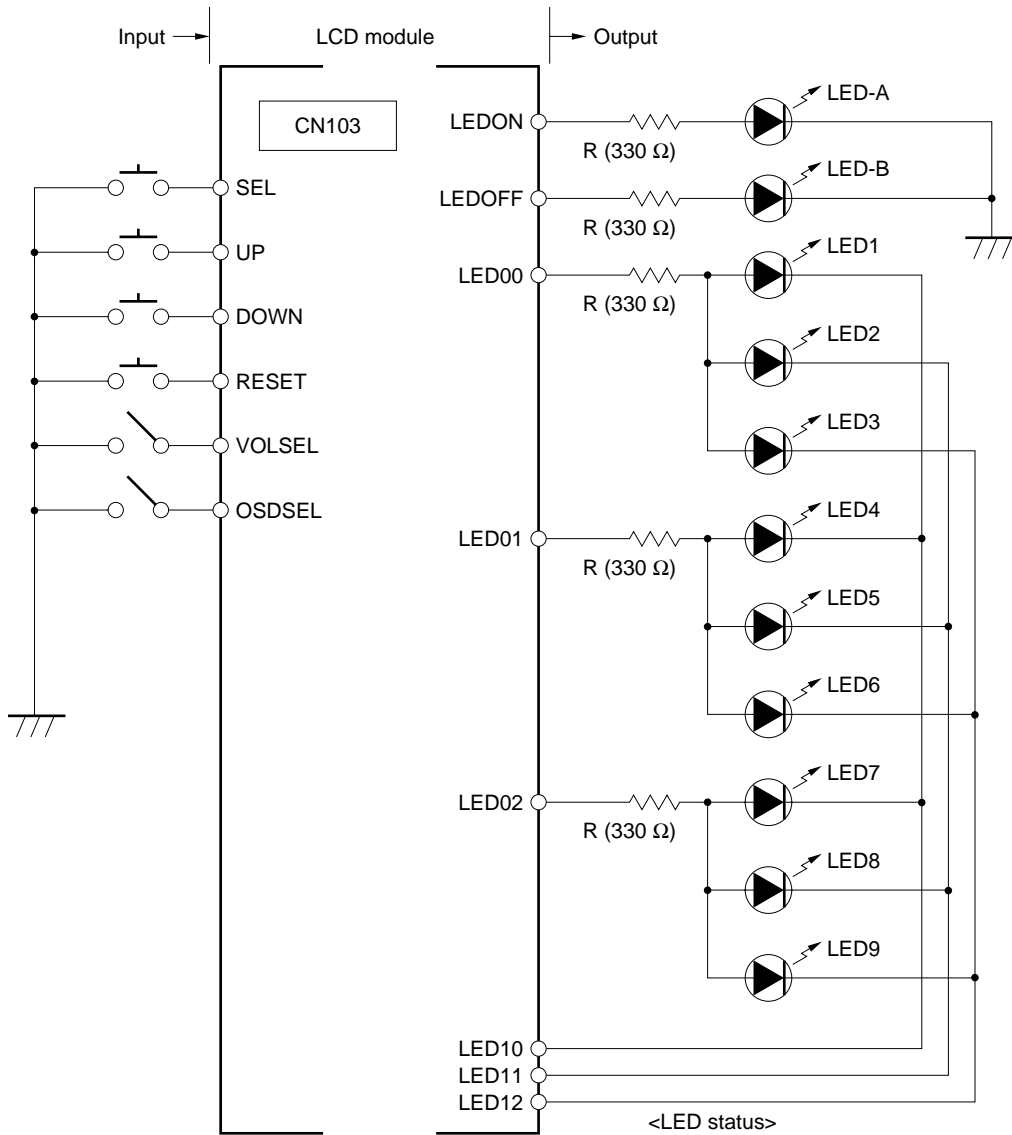 Input
LCD module
Output
CN103
LEDON
R (330 Ω)
LED-A
LEDOFF
R (330 Ω)
LED-B
LED00
R (330 Ω)
LED1
LED2
LED3
LED01
R (330 Ω)
LED4
LED5
LED6
LED02
R (330 Ω)
LED7
LED8
LED9
LED10
LED11
LED12
SEL
UP
DOWN
RESET
VOLSEL
OSDSEL
<LED status>